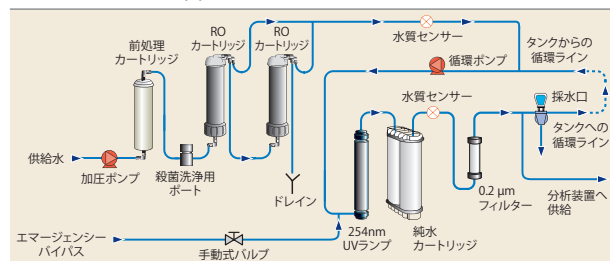 前処理
カートリッジ
RO
カートリッジ
RO
カートリッジ
水質センサー
タンクからの
循環ライン
循環ポンプ
水質センサー
採水口
タンクへの
循環ライン
供給水
加圧ポンプ
殺菌洗浄用
ポート
ドレイン
0.2 µm
フィルター
分析装置へ
供給
254nm
UVランプ
純水
カートリッジ
エマージェンシー
バイパス
手動式バルブ